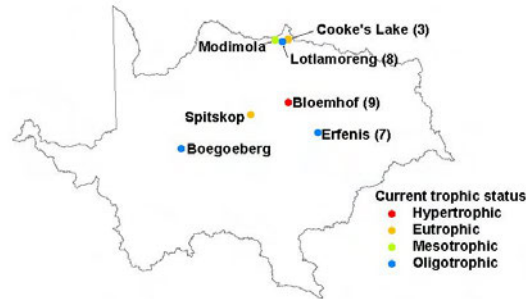 Cooke's Lake (3)
Modimola
Lotlamoreng (8)
Bloemhof (9)
Spitskop
Erfenis (7)
Boegoeberg
Current trophic status
Hypertrophic
Eutrophic
Mesotrophic
Oligotrophic